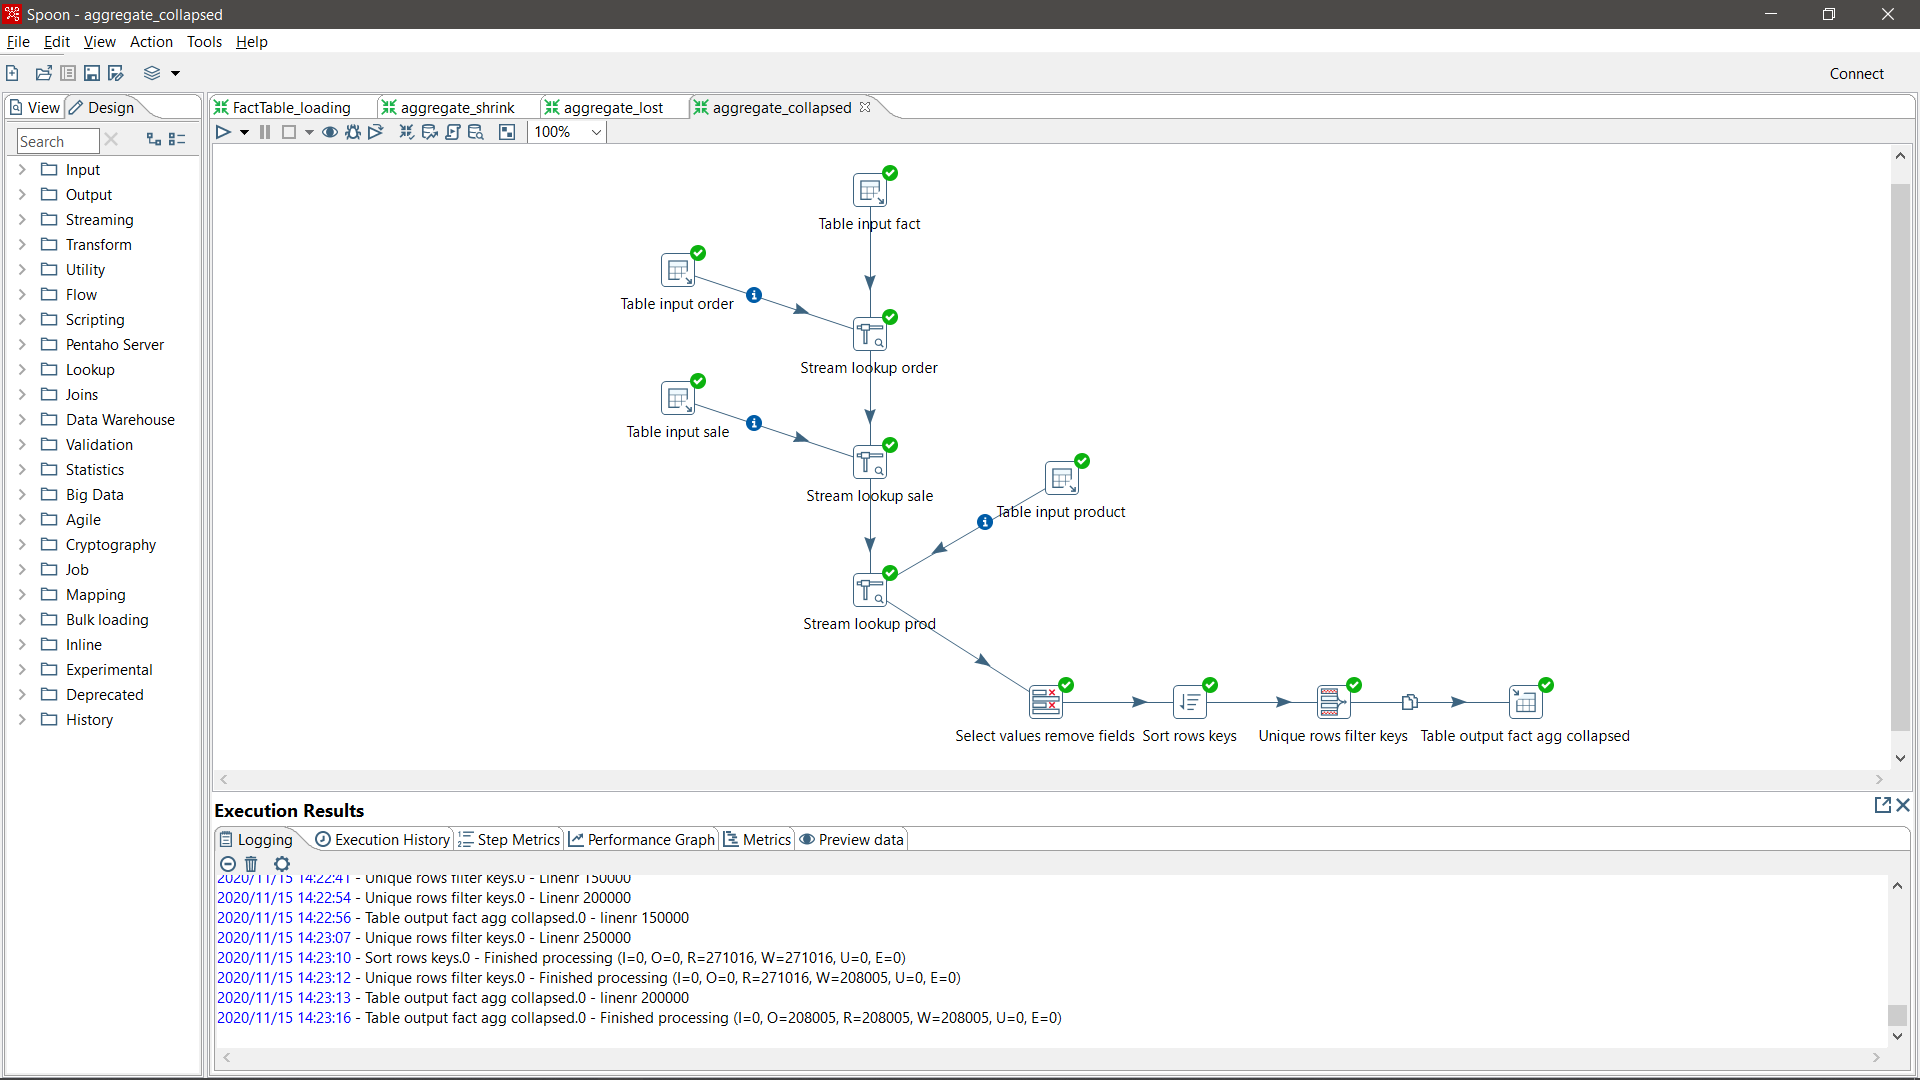 Spoon - aggregate_collapsed
File Edit View Action Tools Help
Connect
View Design
Search
Input
Output
Streaming
Transform
Utility
Flow
Scripting
Pentaho Server
Lookup
Joins
Data Warehouse
Validation
Statistics
Big Data
Agile
Cryptography
Job
Mapping
Bulk loading
Inline
Experimental
Deprecated
History
FactTable_loading aggregate_shrink aggregate_lost aggregate_collapsed
100%
Table input fact
Table input order
Stream lookup order
Table input sale
Stream lookup sale
Table input product
Stream lookup prod
Select values remove fields Sort rows keys Unique rows filter keys Table output fact agg collapsed
Execution Results
Logging Execution History Step Metrics Performance Graph Metrics Preview data
2020/11/15 14:22:41 - Unique rows filter keys.0 - Linenr 150000
2020/11/15 14:22:54 - Unique rows filter keys.0 - Linenr 200000
2020/11/15 14:22:56 - Table output fact agg collapsed.0 - linenr 150000
2020/11/15 14:23:07 - Unique rows filter keys.0 - Linenr 250000
2020/11/15 14:23:10 - Sort rows keys.0 - Finished processing (I=0, O=0, R=271016, W=271016, U=0, E=0)
2020/11/15 14:23:12 - Unique rows filter keys.0 - Finished processing (I=0, O=0, R=271016, W=208005, U=0, E=0)
2020/11/15 14:23:13 - Table output fact agg collapsed.0 - linenr 200000
2020/11/15 14:23:16 - Table output fact agg collapsed.0 - Finished processing (I=0, O=208005, R=208005, W=208005, U=0, E=0)